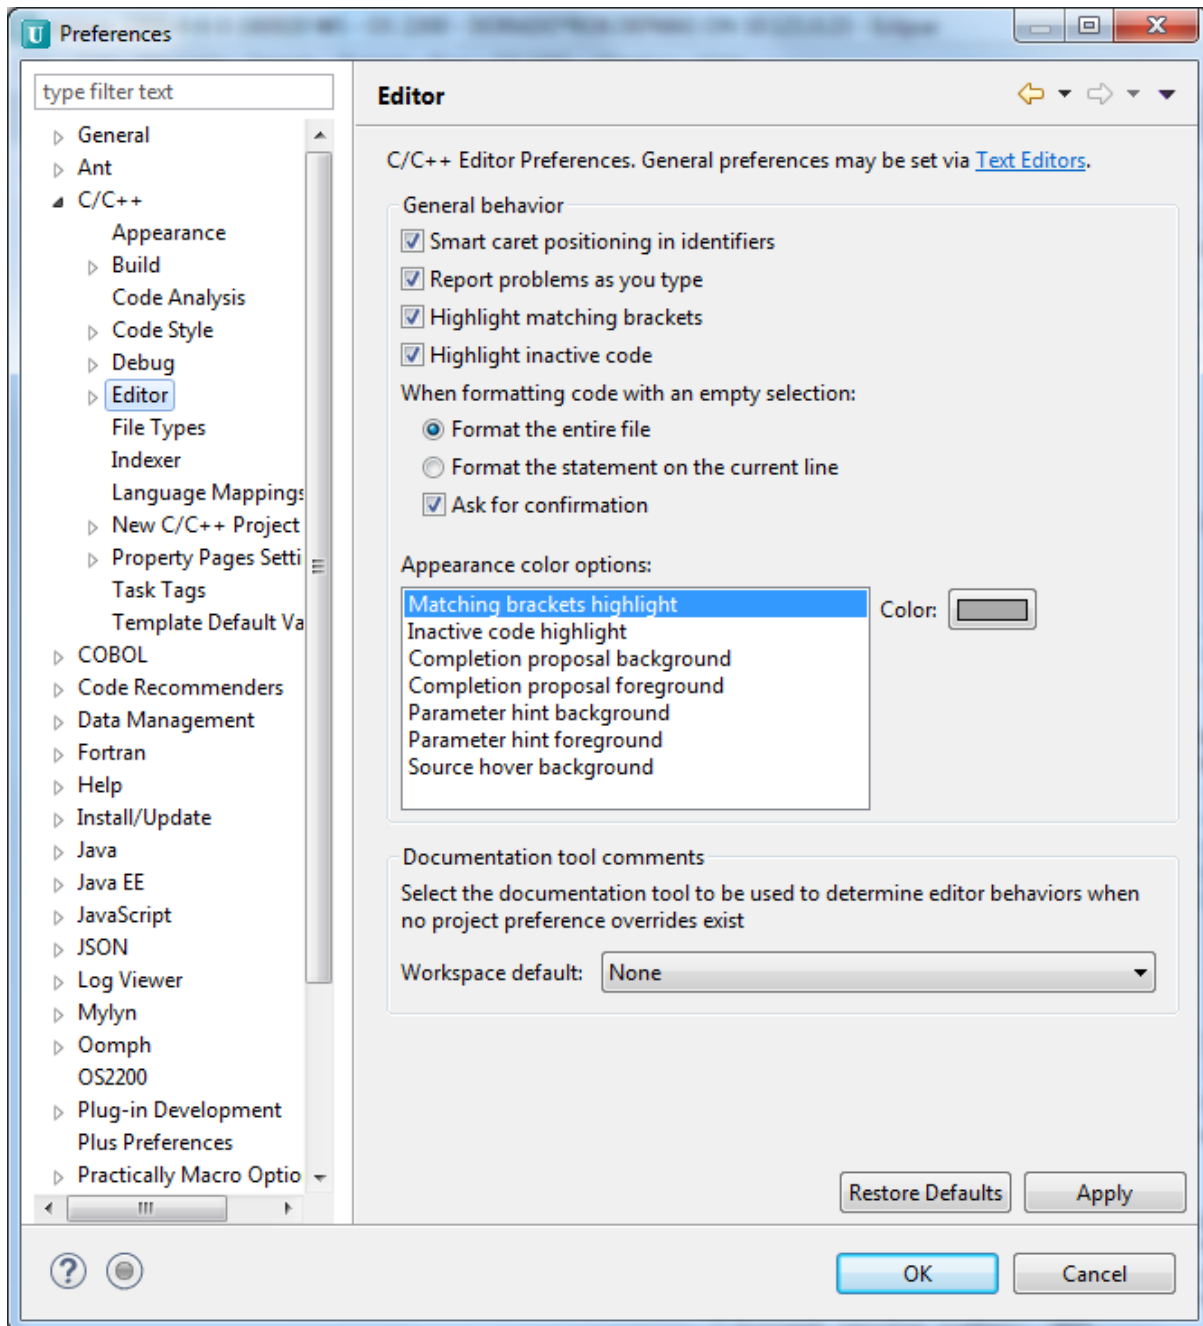 Preferences
type filter text
General
Ant
C/C++
Appearance
Build
Code Analysis
Code Style
Debug
Editor
File Types
Indexer
Language Mappings
New C/C++ Project
Property Pages Setti
Task Tags
Template Default Va
COBOL
Code Recommenders
Data Management
Fortran
Help
Install/Update
Java
Java EE
JavaScript
JSON
Log Viewer
Mylyn
Oomph
OS2200
Plug-in Development
Plus Preferences
Practically Macro Optio
Editor
C/C++ Editor Preferences. General preferences may be set via Text Editors.
General behavior
Smart caret positioning in identifiers
Report problems as you type
Highlight matching brackets
Highlight inactive code
When formatting code with an empty selection:
Format the entire file
Format the statement on the current line
Ask for confirmation
Appearance color options:
Matching brackets highlight
Inactive code highlight
Completion proposal background
Completion proposal foreground
Parameter hint background
Parameter hint foreground
Source hover background
Color:
Documentation tool comments
Select the documentation tool to be used to determine editor behaviors when
no project preference overrides exist
Workspace default: None
Restore Defaults Apply
OK Cancel